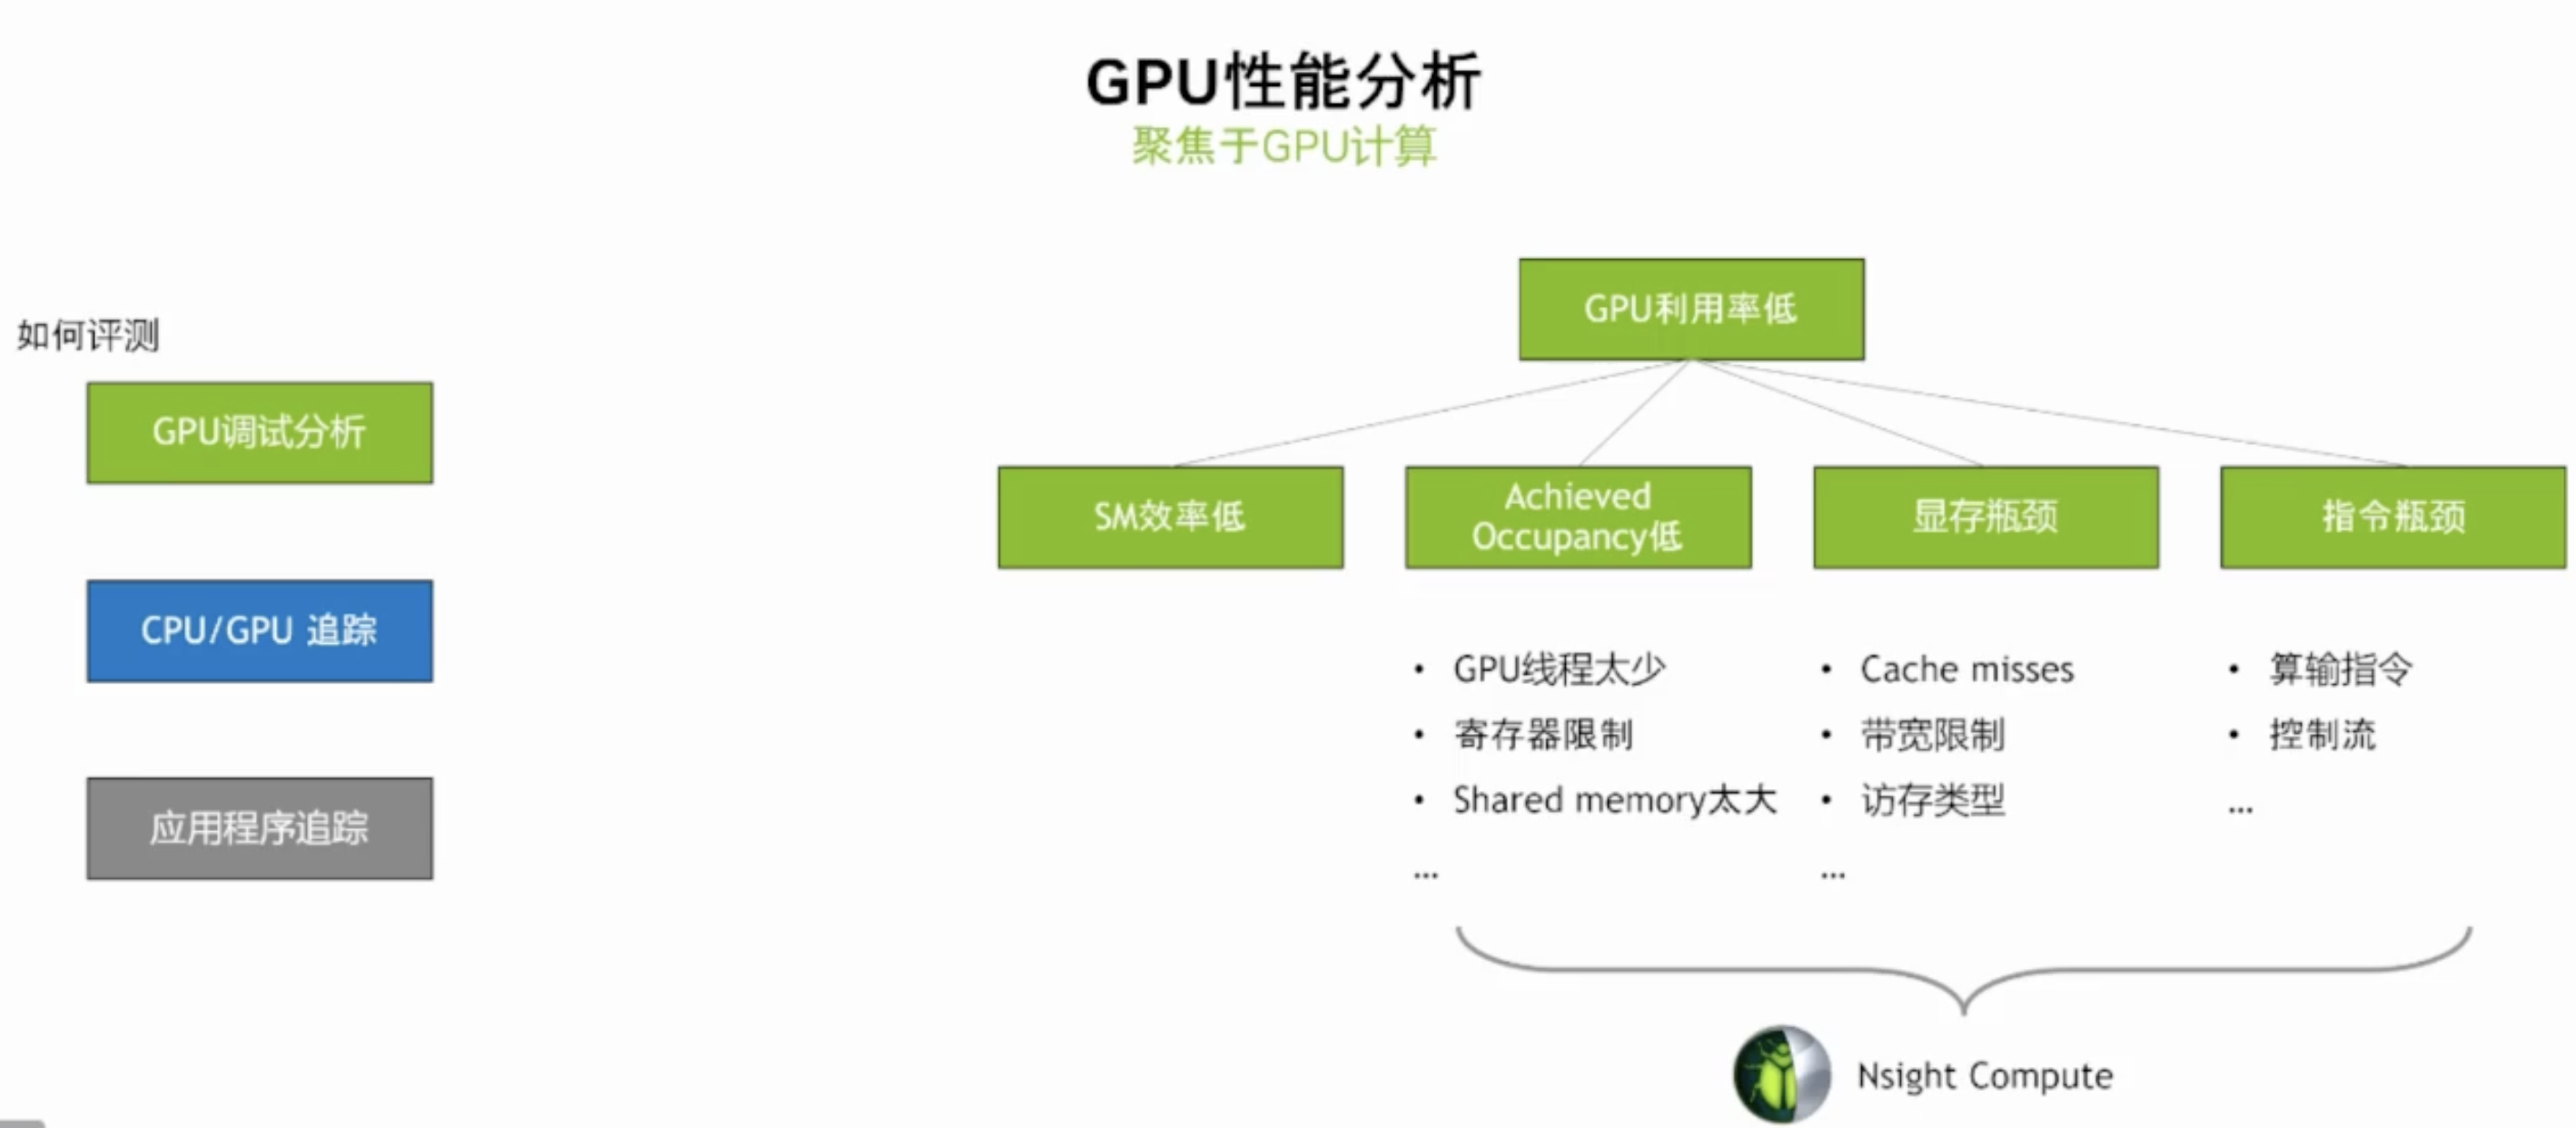 GPU性能分析
聚焦于GPU计算
如何评测
GPU调试分析
CPU/GPU 追踪
应用程序追踪
GPU利用率低
SM效率低
Achieved
Occupancy低
显存瓶颈
指令瓶颈
• GPU线程太少
• 寄存器限制
• Shared memory太大
...
• Cache misses
• 带宽限制
• 访存类型
...
• 算输指令
• 控制流
...
Nsight Compute